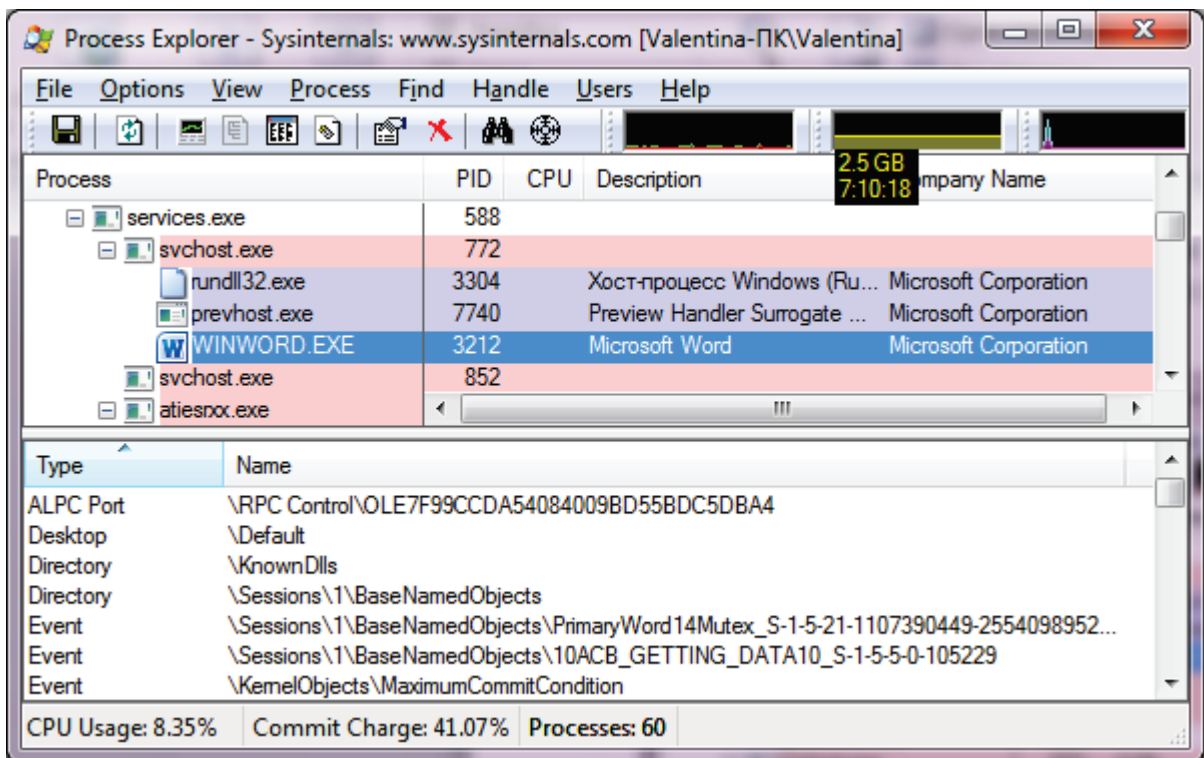 Process Explorer - Sysinternals: www.sysinternals.com [Valentina-ПК\Valentina]
File Options View Process Find Handle Users Help
2.5 GB
7:10:18
Process PID CPU Description mpany Name
services.exe 588
svchost.exe 772
rundll32.exe 3304 Хост-процесс Windows (Ru... Microsoft Corporation
prevhost.exe 7740 Preview Handler Surrogate ... Microsoft Corporation
WINWORD.EXE 3212 Microsoft Word Microsoft Corporation
svchost.exe 852
atiesrxx.exe
Type Name
ALPC Port \RPC Control\OLE7F99CCDA54084009BD55BDC5DBA4
Desktop \Default
Directory \KnownDlls
Directory \Sessions\1\BaseNamedObjects
Event \Sessions\1\BaseNamedObjects\PrimaryWord14Mutex_S-1-5-21-1107390449-2554098952...
Event \Sessions\1\BaseNamedObjects\10ACB_GETTING_DATA10_S-1-5-5-0-105229
Event \KernelObjects\MaximumCommitCondition
CPU Usage: 8.35% Commit Charge: 41.07% Processes: 60